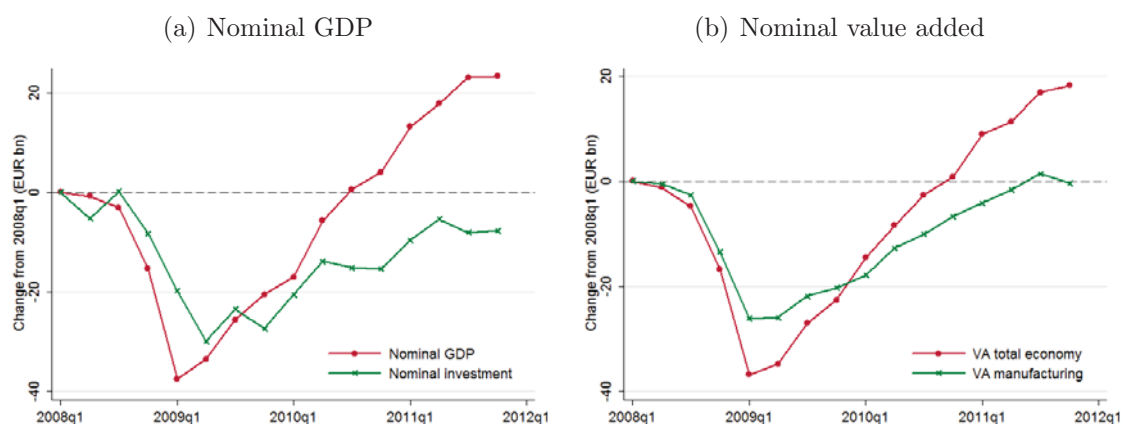 (a) Nominal GDP
Change from 2008q1 (EUR bn)
20
0
-20
-40
Nominal GDP
Nominal investment
2008q1 2009q1 2010q1 2011q1 2012q1
(b) Nominal value added
Change from 2008q1 (EUR bn)
20
0
-20
-40
VA total economy
VA manufacturing
2008q1 2009q1 2010q1 2011q1 2012q1